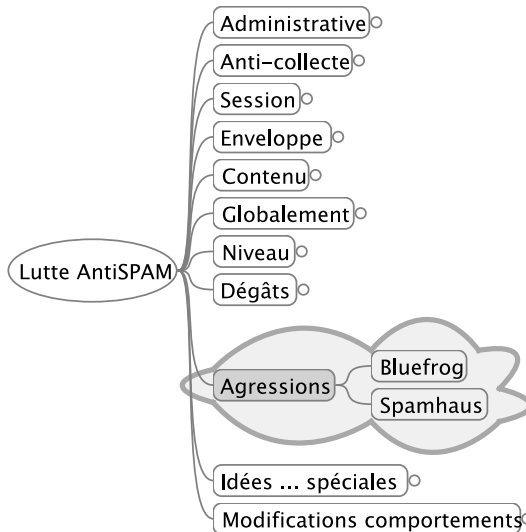 Administrative
Anti-collecte
Session
Enveloppe
Contenu
Globalement
Lutte AntiSPAM
Niveau
Dégâts
Agressions
Bluefrog
Spamhaus
Idées ... spéciales
Modifications comportements